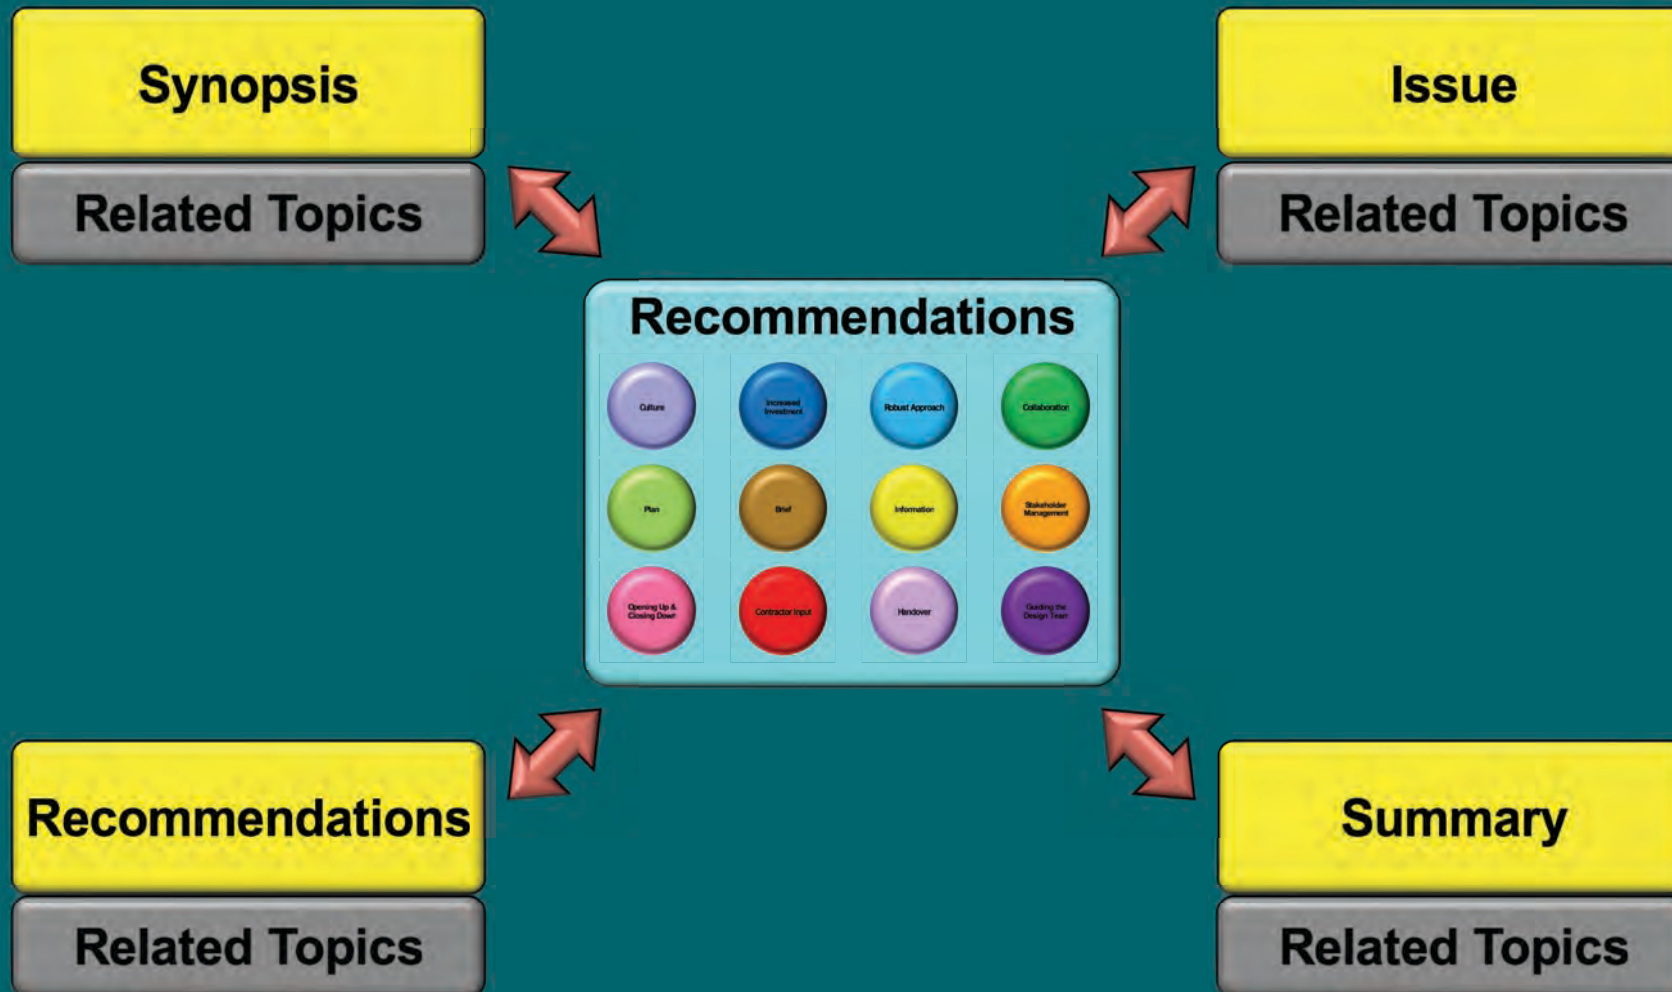 Synopsis
Related Topics
Issue
Related Topics
Recommendations
Culture
Increased
Investment
Robust Approach
Collaboration
Plan
Brief
Information
Stakeholder
Management
Opening Up &
Closing Down
Contractor Input
Handover
Guiding the
Design Team
Recommendations
Related Topics
Summary
Related Topics